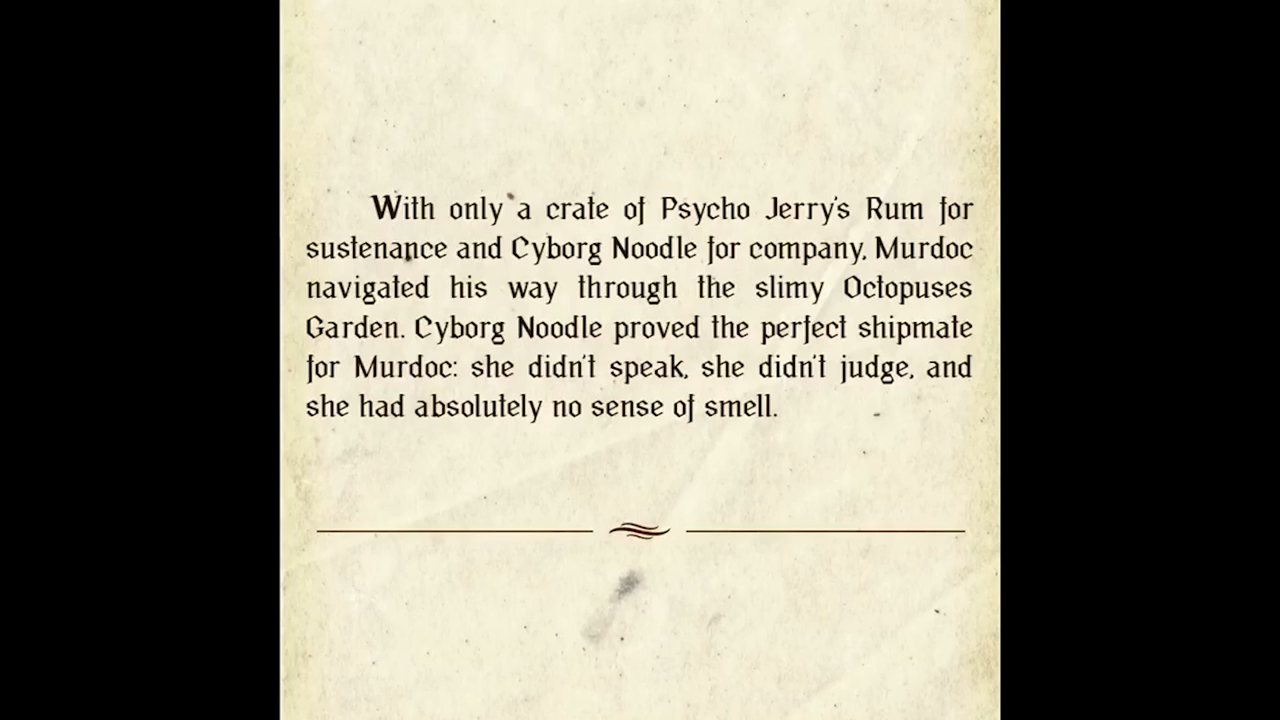 With only a crate of Psycho Jerry's Rum for
sustenance and Cyborg Noodle for company, Murdoc
navigated his way through the slimy Octopuses
Garden. Cyborg Noodle proved the perfect shipmate
for Murdoc: she didn't speak, she didn't judge, and
she had absolutely no sense of smell.